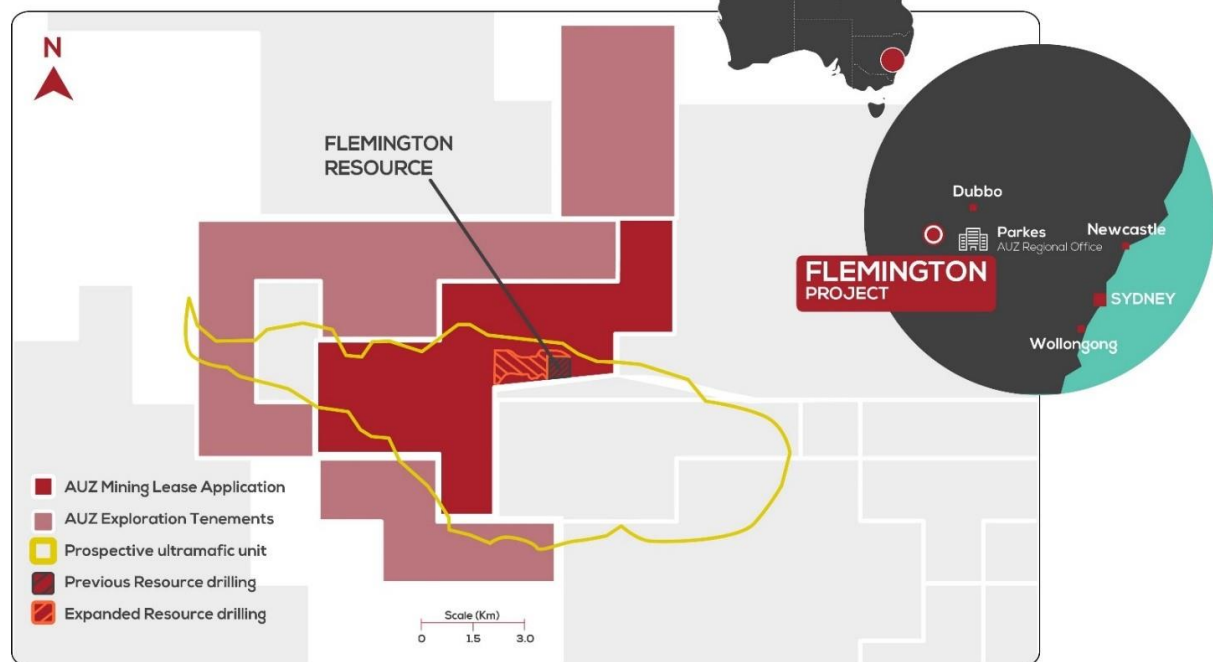 N
FLEMINGTON
RESOURCE
Dubbo
Parkes
AUZ Regional Office
Newcastle
FLEMINGTON
PROJECT
SYDNEY
Wollongong
AUZ Mining Lease Application
AUZ Exploration Tenements
Prospective ultramafic unit
Previous Resource drilling
Expanded Resource drilling
Scale (Km)
0 1.5 3.0